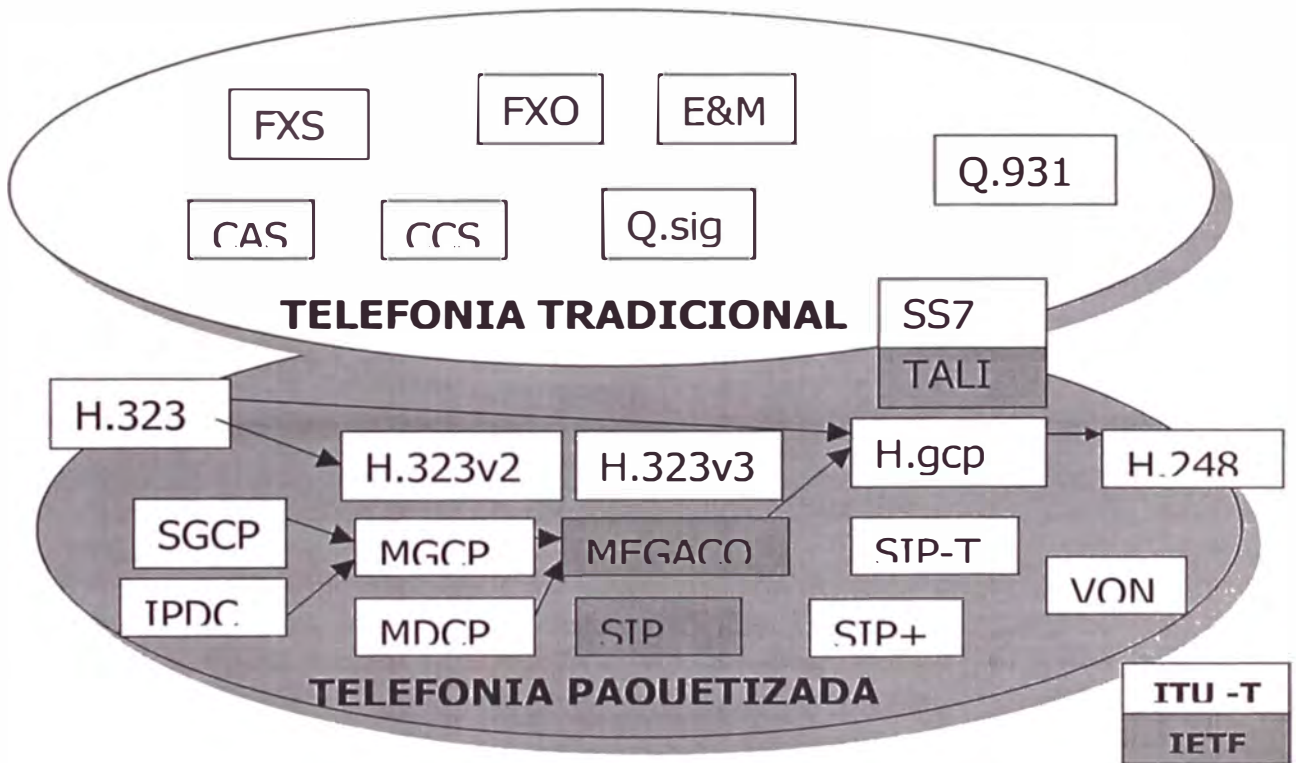 FXS
FXO
E&M
Q.931
CAS
CCS
Q.sig
TELEFONIA TRADICIONAL
SS7
TALI
H.323
H.323v2
H.323v3
H.gcp
H.248
SGCP
MGCP
MEGACO
SIP-T
IPDC
MDCP
SIP
SIP+
VON
TELEFONIA PAQUETIZADA
ITU -T
IETF